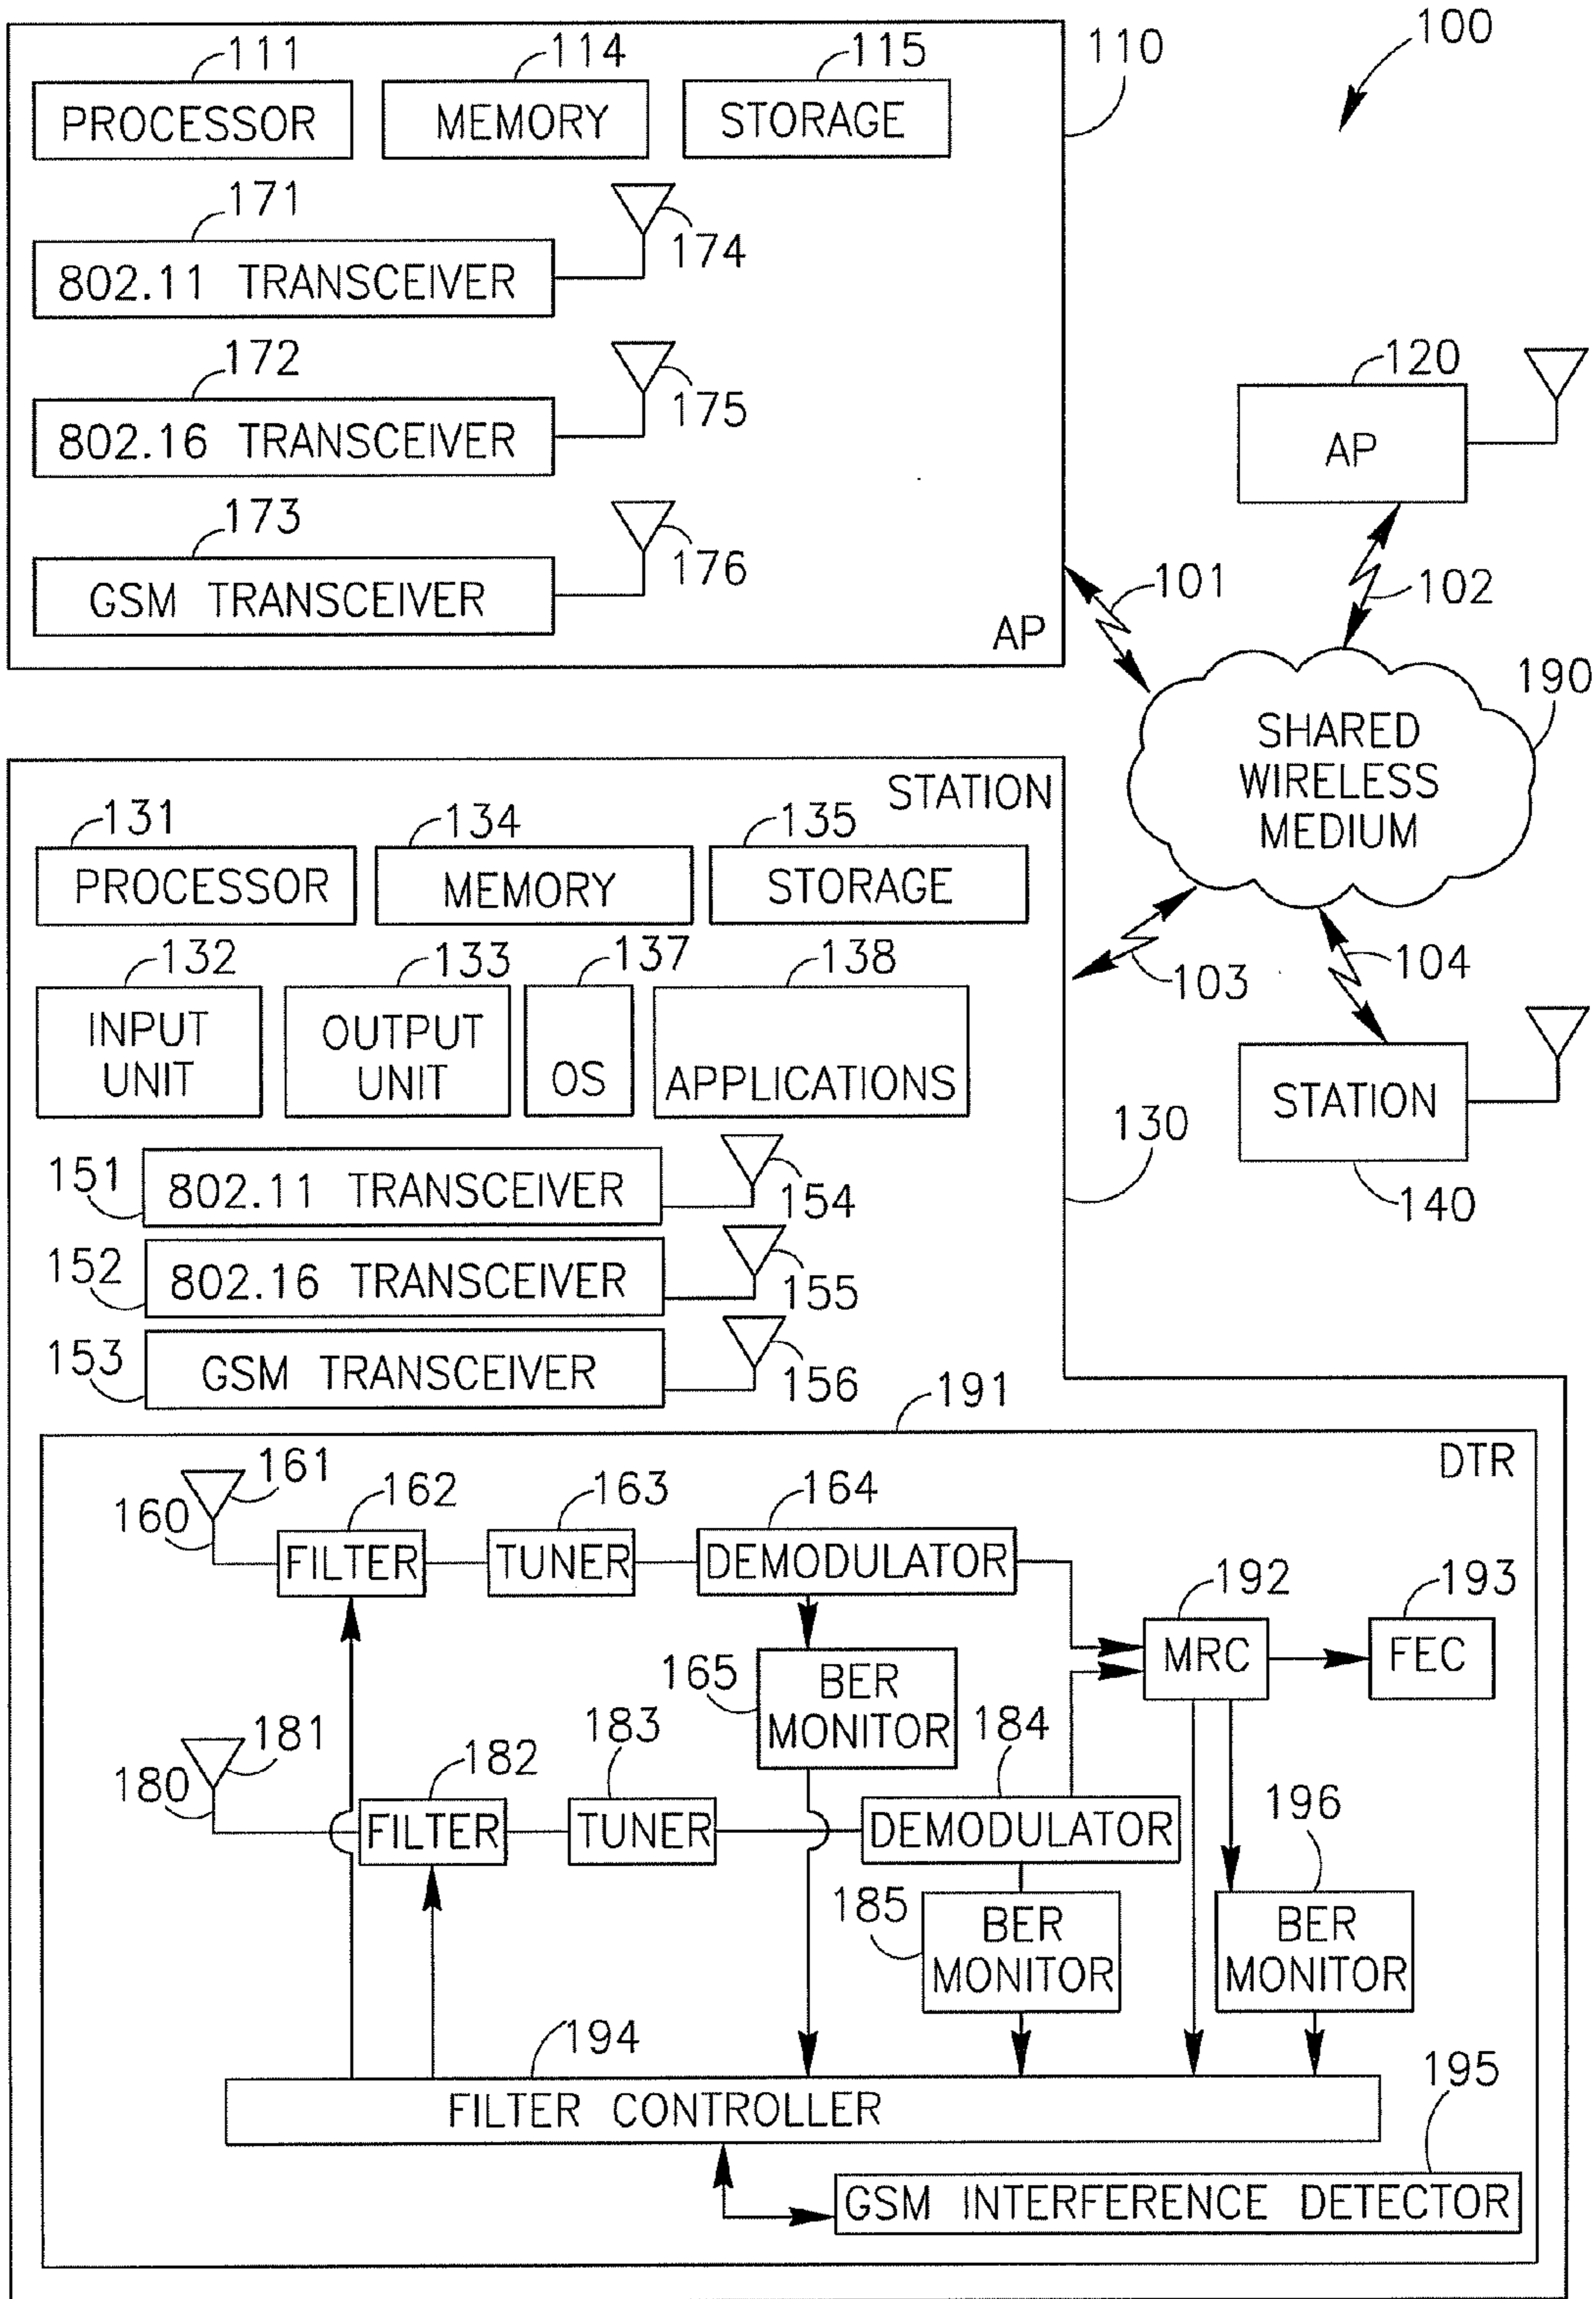 100
110
111
114
115
PROCESSOR
MEMORY
STORAGE
171
174
802.11 TRANSCEIVER
172
175
802.16 TRANSCEIVER
173
176
GSM TRANSCEIVER
AP
120
AP
101
102
190
SHARED
WIRELESS
MEDIUM
103
104
STATION
140
STATION
130
131
134
135
PROCESSOR
MEMORY
STORAGE
132
133
137
138
INPUT
UNIT
OUTPUT
UNIT
OS
APPLICATIONS
151
802.11 TRANSCEIVER
154
152
802.16 TRANSCEIVER
155
153
GSM TRANSCEIVER
156
191
DTR
161
160
162
163
164
FILTER
TUNER
DEMODULATOR
192
193
MRC
FEC
165
BER
MONITOR
181
180
182
183
184
FILTER
TUNER
DEMODULATOR
185
BER
MONITOR
196
BER
MONITOR
194
FILTER CONTROLLER
195
GSM INTERFERENCE DETECTOR